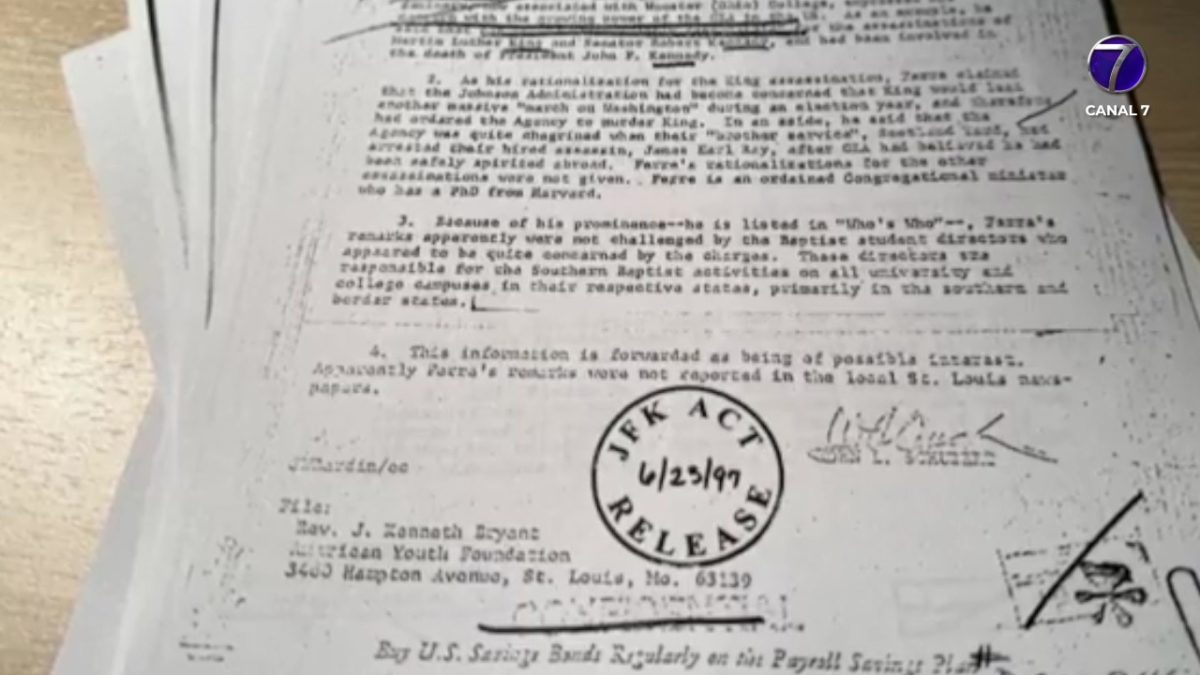 7
CANAL 7
associated with Wooster (Ohio) College,
with the growing power of the CIA in the US. As an example, he
said that the assassinations of
Martin Luther King and Senator Robert Kennedy, and had been involved in
the death of President John F. Kennedy.
2. As his rationalization for the King assassination, Ferre claimed
that the Johnson Administration had become concerned that King would lead
another massive "march on Washington" during an election year, and therefore
had ordered the Agency to murder King. In an aside, he said that the
Agency was quite chagrined when their "brother service", Scotland Yard, had
arrested their hired assassin, James Earl Ray, after CIA had believed he had
been safely spirited abroad. Ferre's rationalizations for the other
assassinations were not given. Ferre is an ordained Congregational minister
who has a PhD from Harvard.
3. Because of his prominence--he is listed in "Who's Who"--, Ferre's
remarks apparently were not challenged by the Baptist student directors who
appeared to be quite concerned by the charges. These directors are
responsible for the Southern Baptist activities on all university and
college campuses in their respective states, primarily in the southern and
border states.
4. This information is forwarded as being of possible interest.
Apparently Ferre's remarks were not reported in the local St. Louis news-
papers.
JFK ACT
6/23/97
RELEASE
File:
Rev. J. Kenneth Bryant
American Youth Foundation
3460 Hampton Avenue, St. Louis, Mo. 63139
CONFIDENTIAL
Buy U.S. Savings Bonds Regularly on the Payroll Savings Plan